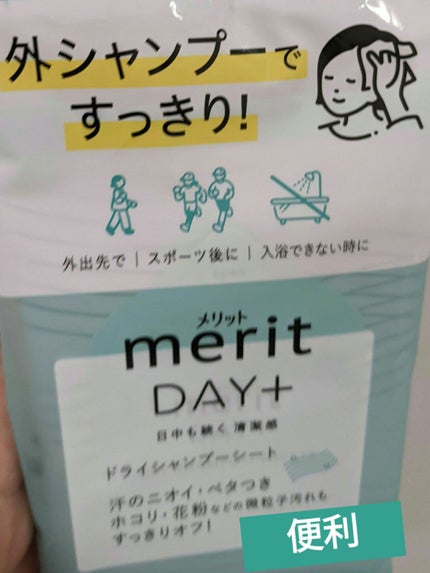 外シャンプーで
すっきり!
外出先で | スポーツ後に | 入浴できない時に
open
メリット
merit
DAY+
日中も続く清潔感
ドライシャンプーシート
汗のニオイ・ベタつき
ホコリ・花粉などの微粒子汚れも
すっきりオフ!
便利